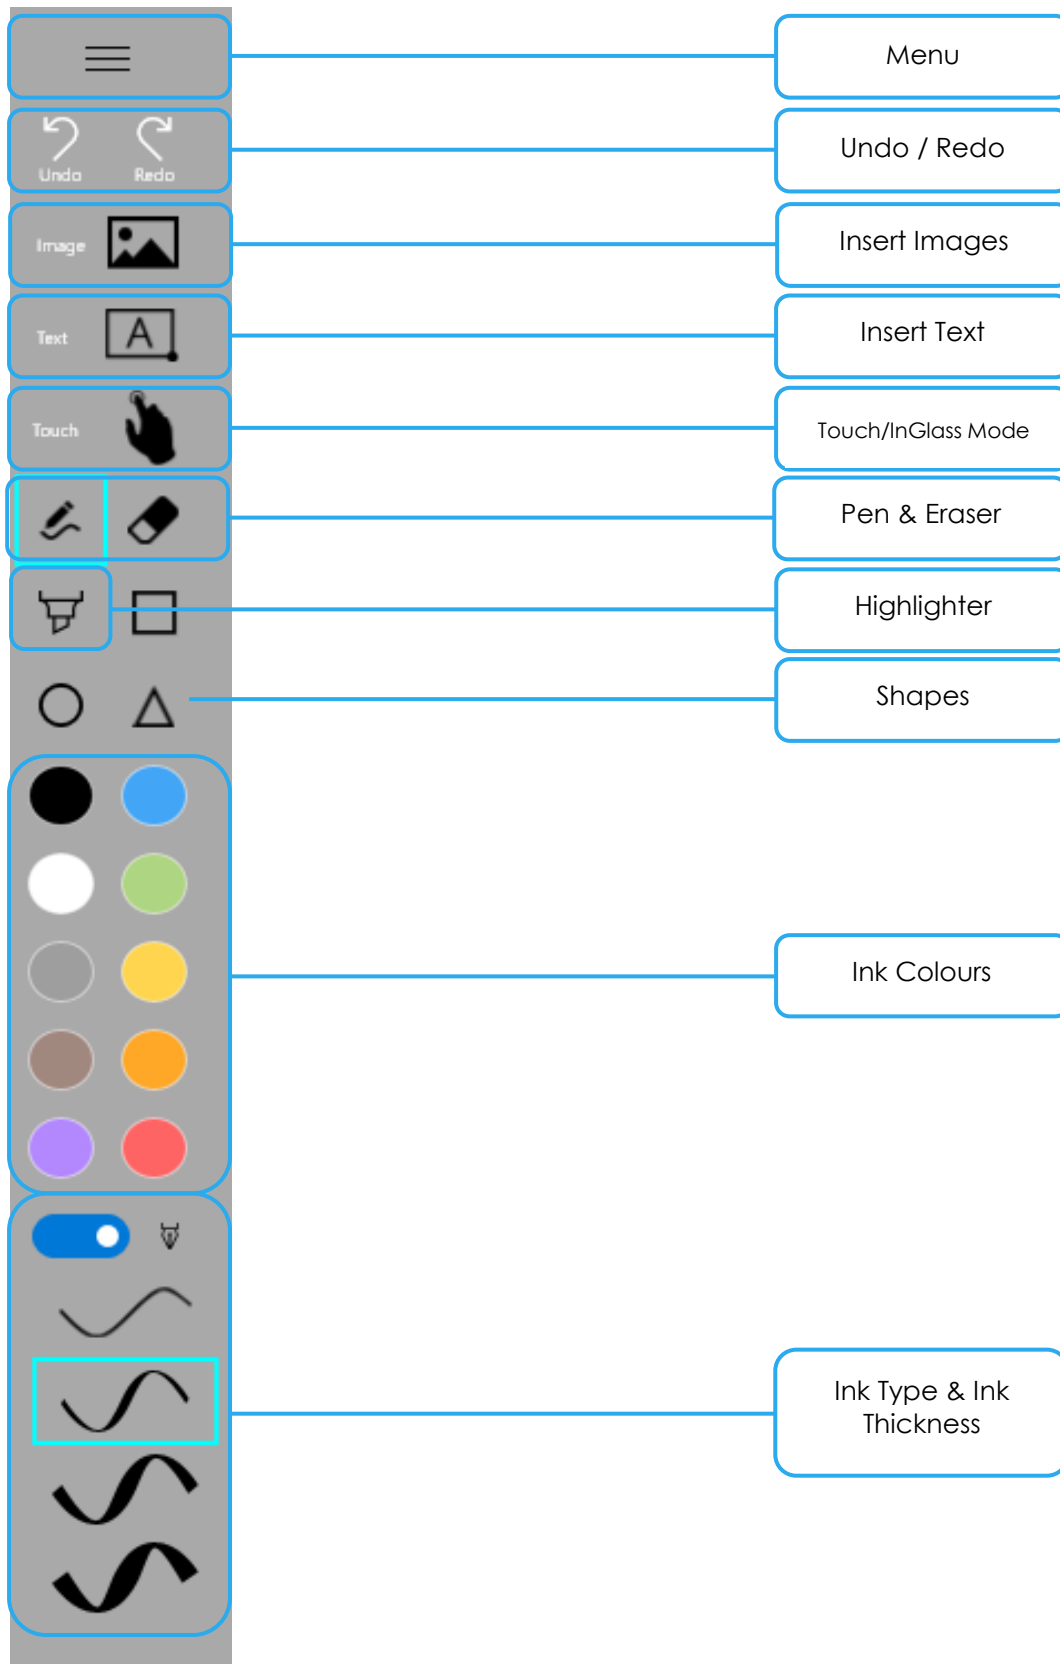 Menu
Undo Redo
Undo / Redo
Image
Insert Images
Text
A
Insert Text
Touch
Touch/InGlass Mode
Pen & Eraser
Highlighter
Shapes
Ink Colours
Ink Type & Ink
Thickness